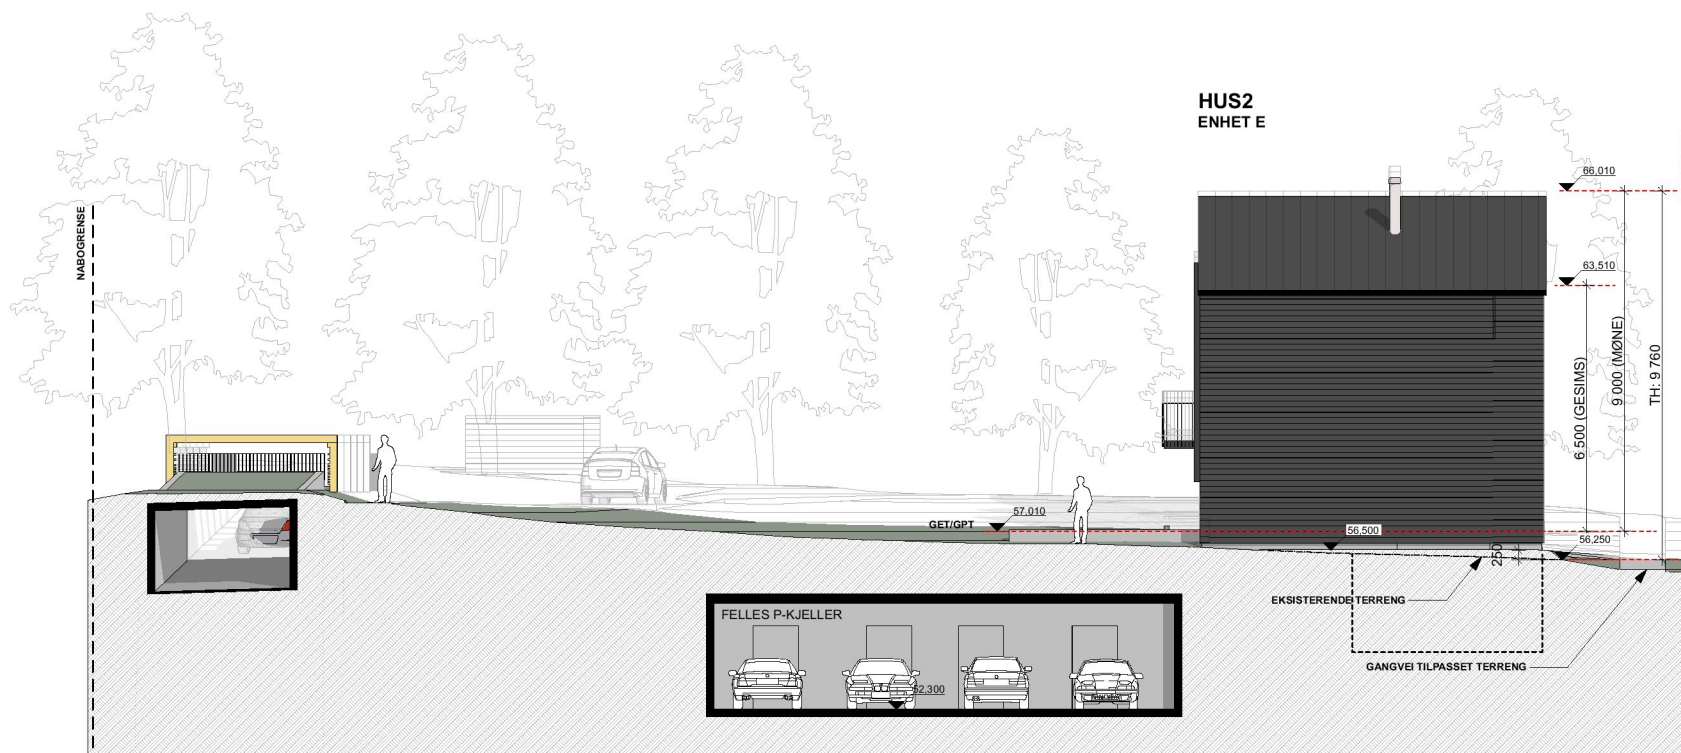 HUS2
ENHET E
NABOGRENSE
66,010
63,510
6 500 (GESIMS)
9 000 (MØNE)
TH: 9 760
GET/GPT
57,010
56,500
56,250
250
EKSISTERENDE TERRENG
FELLES P-KJELLER
GANGVEI TILPASSET TERRENG
52,300